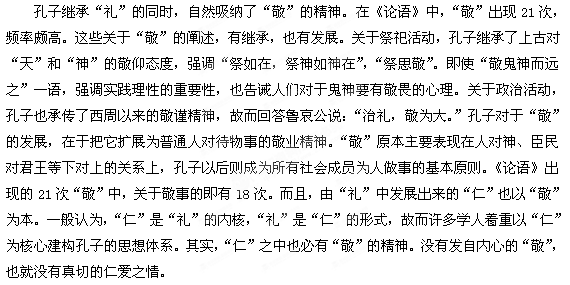 孔子继承“礼”的同时，自然吸纳了“敬”的精神。在《论语》中，“敬”出现 21 次，
频率颇高。这些关于“敬”的阐述，有继承，也有发展。关于祭祀活动，孔子继承了上古对
“天”和“神”的敬仰态度，强调“祭如在，祭神如神在”，“祭思敬”。即使“敬鬼神而远
之”一语，强调实践理性的重要性，也告诫人们对于鬼神要有敬畏的心理。关于政治活动，
孔子也承传了西周以来的敬谨精神，故而回答鲁哀公说：“治礼，敬为大。”孔子对于“敬”
的发展，在于把它扩展为普通人对待物事的敬业精神。“敬”原本主要表现在人对神、臣民
对君王等下对上的关系上，孔子以后则成为所有社会成员为人做事的基本原则。《论语》出
现的 21 次“敬”中，关于敬事的即有 18 次。而且，由“礼”中发展出来的“仁”也以“敬”
为本。一般认为，“仁”是“礼”的内核，“礼”是“仁”的形式，故而许多学人着重以“仁”
为核心建构孔子的思想体系。其实，“仁”之中也必有“敬”的精神。没有发自内心的“敬”，
也就没有真切的仁爱之情。